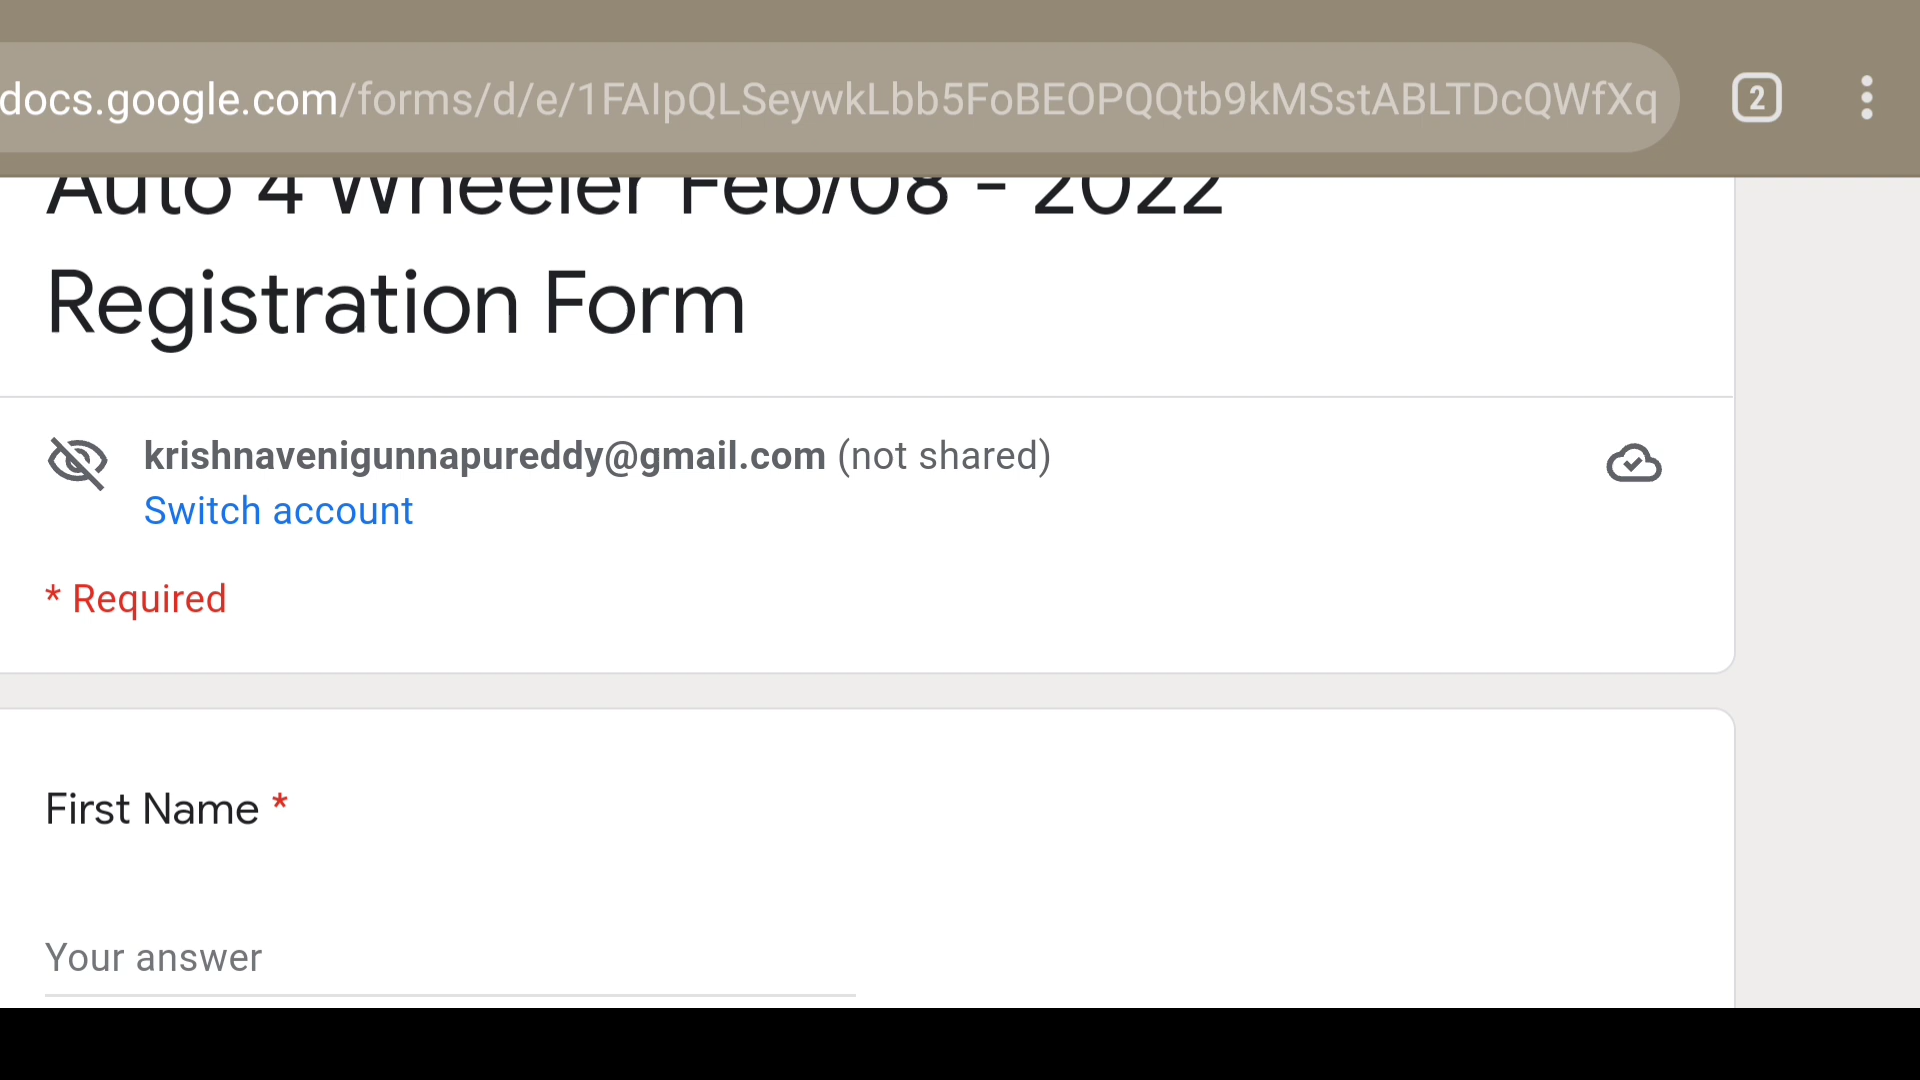 docs.google.com/forms/d/e/1FAIpQLSeywkLbb5FoBEOPQQtb9kMSstABLTDcQWfXq
2
Auto 4 Wheeler Feb/08 - 2022
Registration Form
krishnavenigunnapureddy@gmail.com (not shared)
Switch account
* Required
First Name *
Your answer